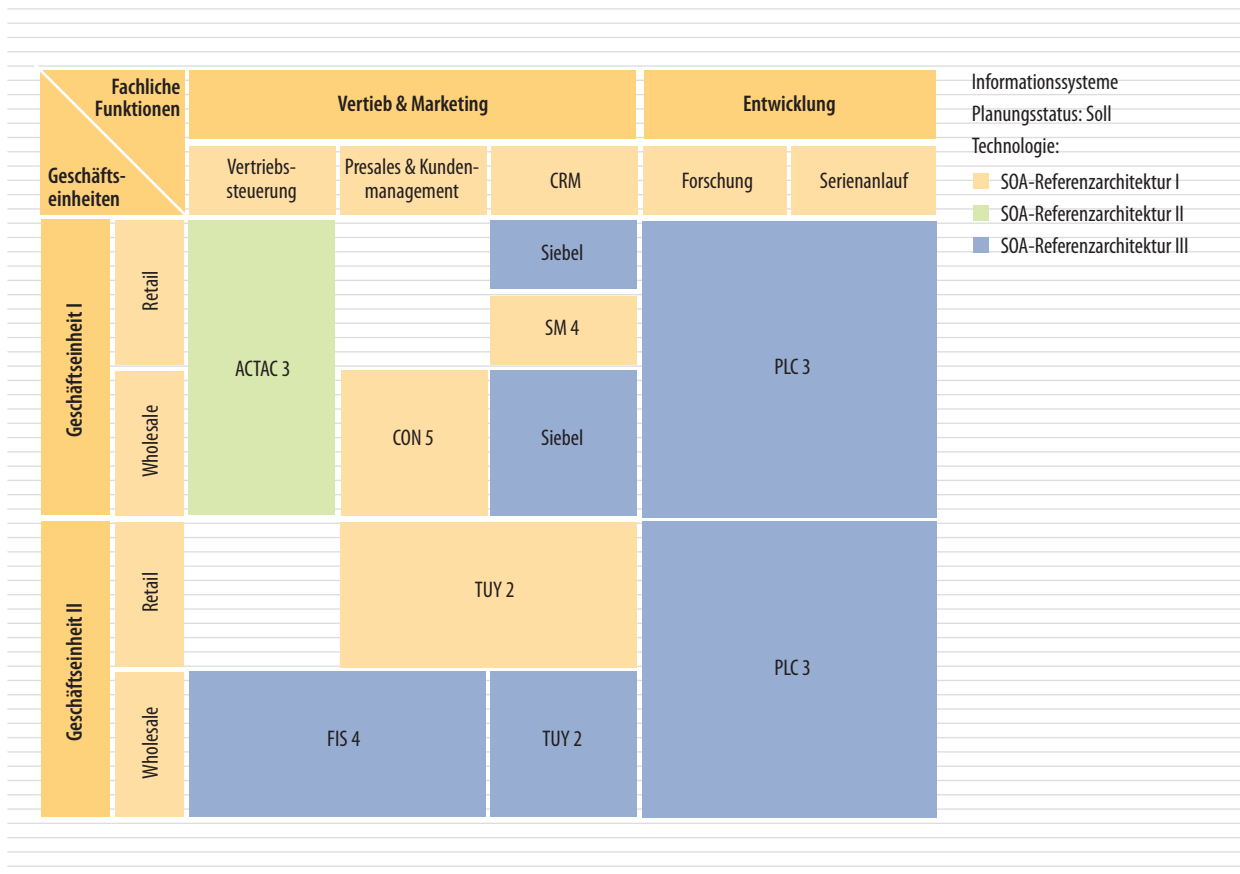 Fachliche
Funktionen
Geschäfts-
einheiten
Vertrieb & Marketing
Entwicklung
Vertriebs-
steuerung
Presales & Kunden-
management
CRM
Forschung
Serienanlauf
Informationssysteme
Planungsstatus: Soll
Technologie:
SOA-Referenzarchitektur I
SOA-Referenzarchitektur II
SOA-Referenzarchitektur III
Geschäftseinheit I
Retail
Wholesale
ACTAC 3
CON 5
Siebel
SM 4
Siebel
PLC 3
Geschäftseinheit II
Retail
Wholesale
TUY 2
FIS 4
TUY 2
PLC 3